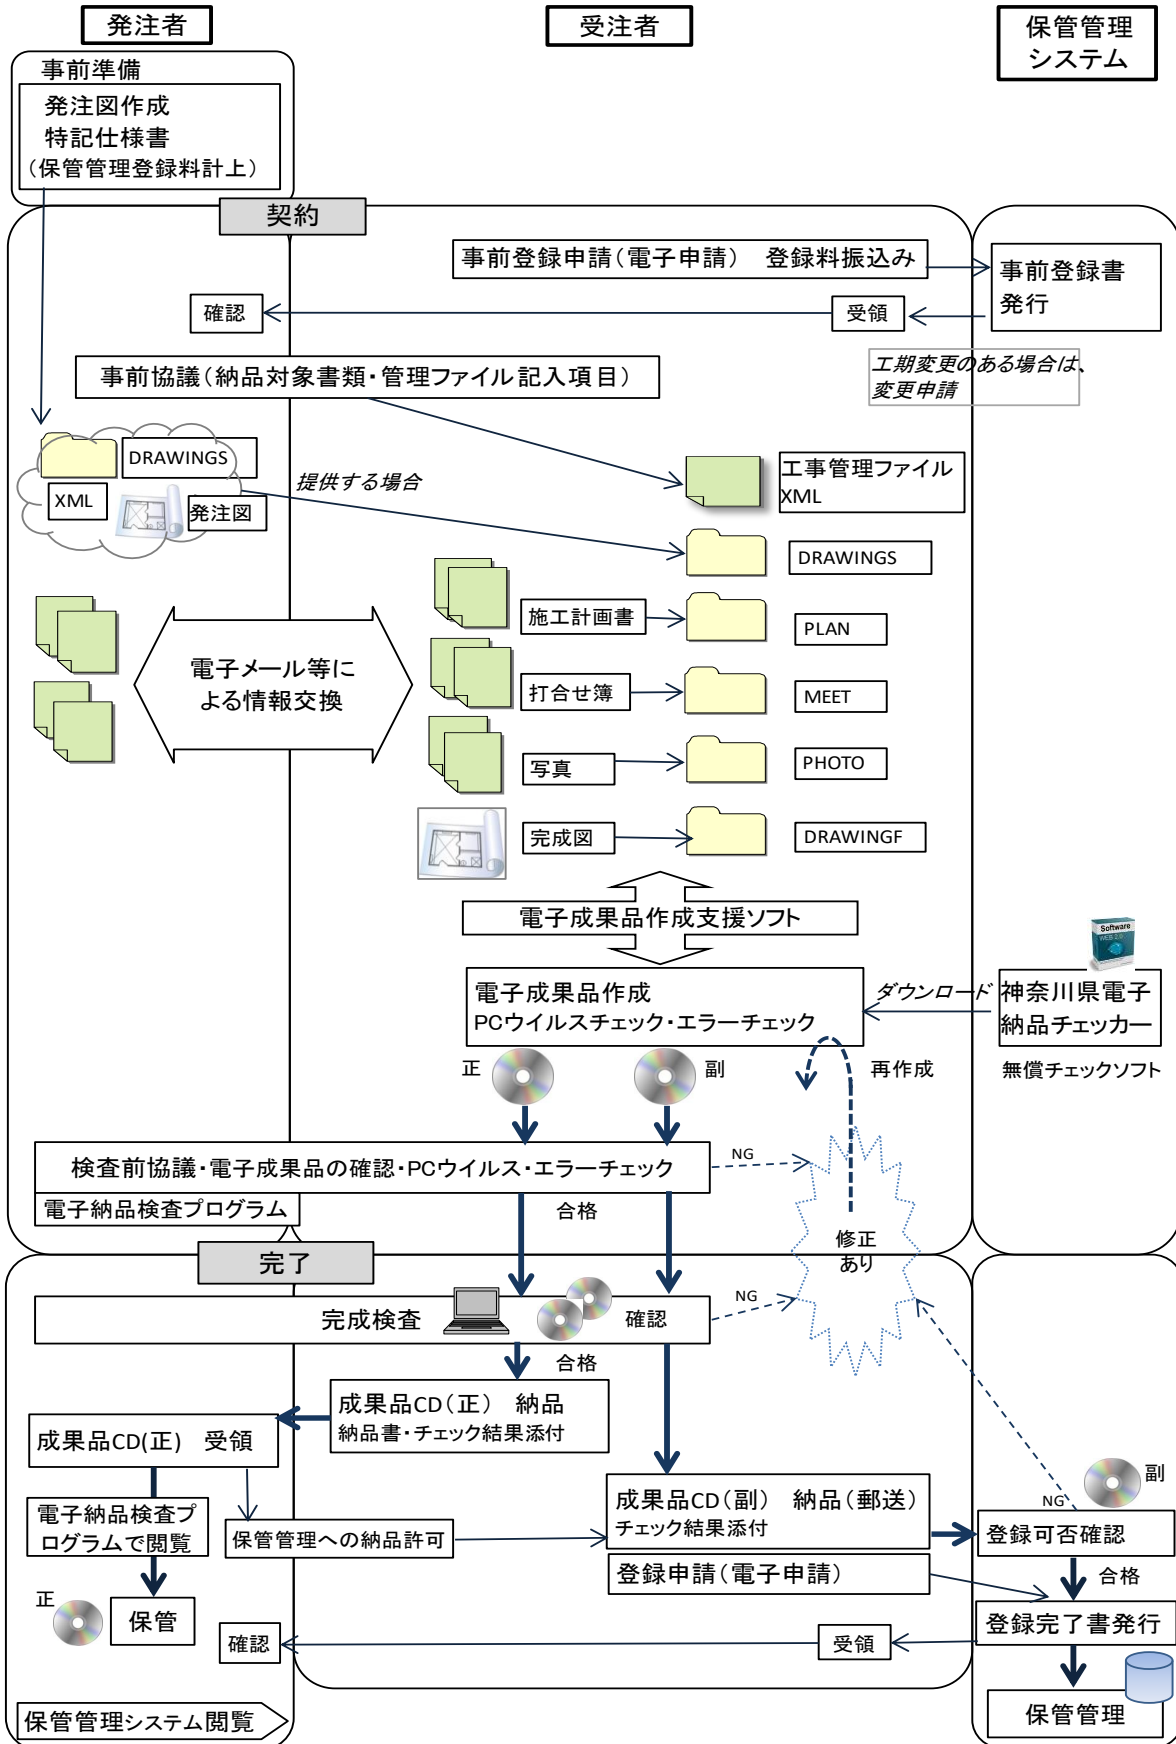 発注者
受注者
保管管理
システム
事前準備
発注図作成
特記仕様書
（保管管理登録料計上）
契約
事前登録申請（電子申請）　登録料振込み
事前登録書
発行
確認
受領
工期変更のある場合は、
変更申請
事前協議（納品対象書類・管理ファイル記入項目）
DRAWINGS
XML
発注図
提供する場合
工事管理ファイル
XML
DRAWINGS
施工計画書
PLAN
電子メール等に
よる情報交換
打合せ簿
MEET
写真
PHOTO
完成図
DRAWINGF
電子成果品作成支援ソフト
Software
WEB 2.0
電子成果品作成
PCウイルスチェック・エラーチェック
ダウンロード
神奈川県電子
納品チェッカー
無償チェックソフト
正
副
再作成
検査前協議・電子成果品の確認・PCウイルス・エラーチェック
NG
電子納品検査プログラム
合格
修正
あり
完了
完成検査
確認
NG
合格
成果品CD（正）　納品
納品書・チェック結果添付
成果品CD(正)　受領
成果品CD（副）　納品（郵送）
チェック結果添付
副
NG
登録可否確認
電子納品検査プ
ログラムで閲覧
保管管理への納品許可
登録申請（電子申請）
合格
正
保管
登録完了書発行
確認
受領
保管管理システム閲覧
保管管理